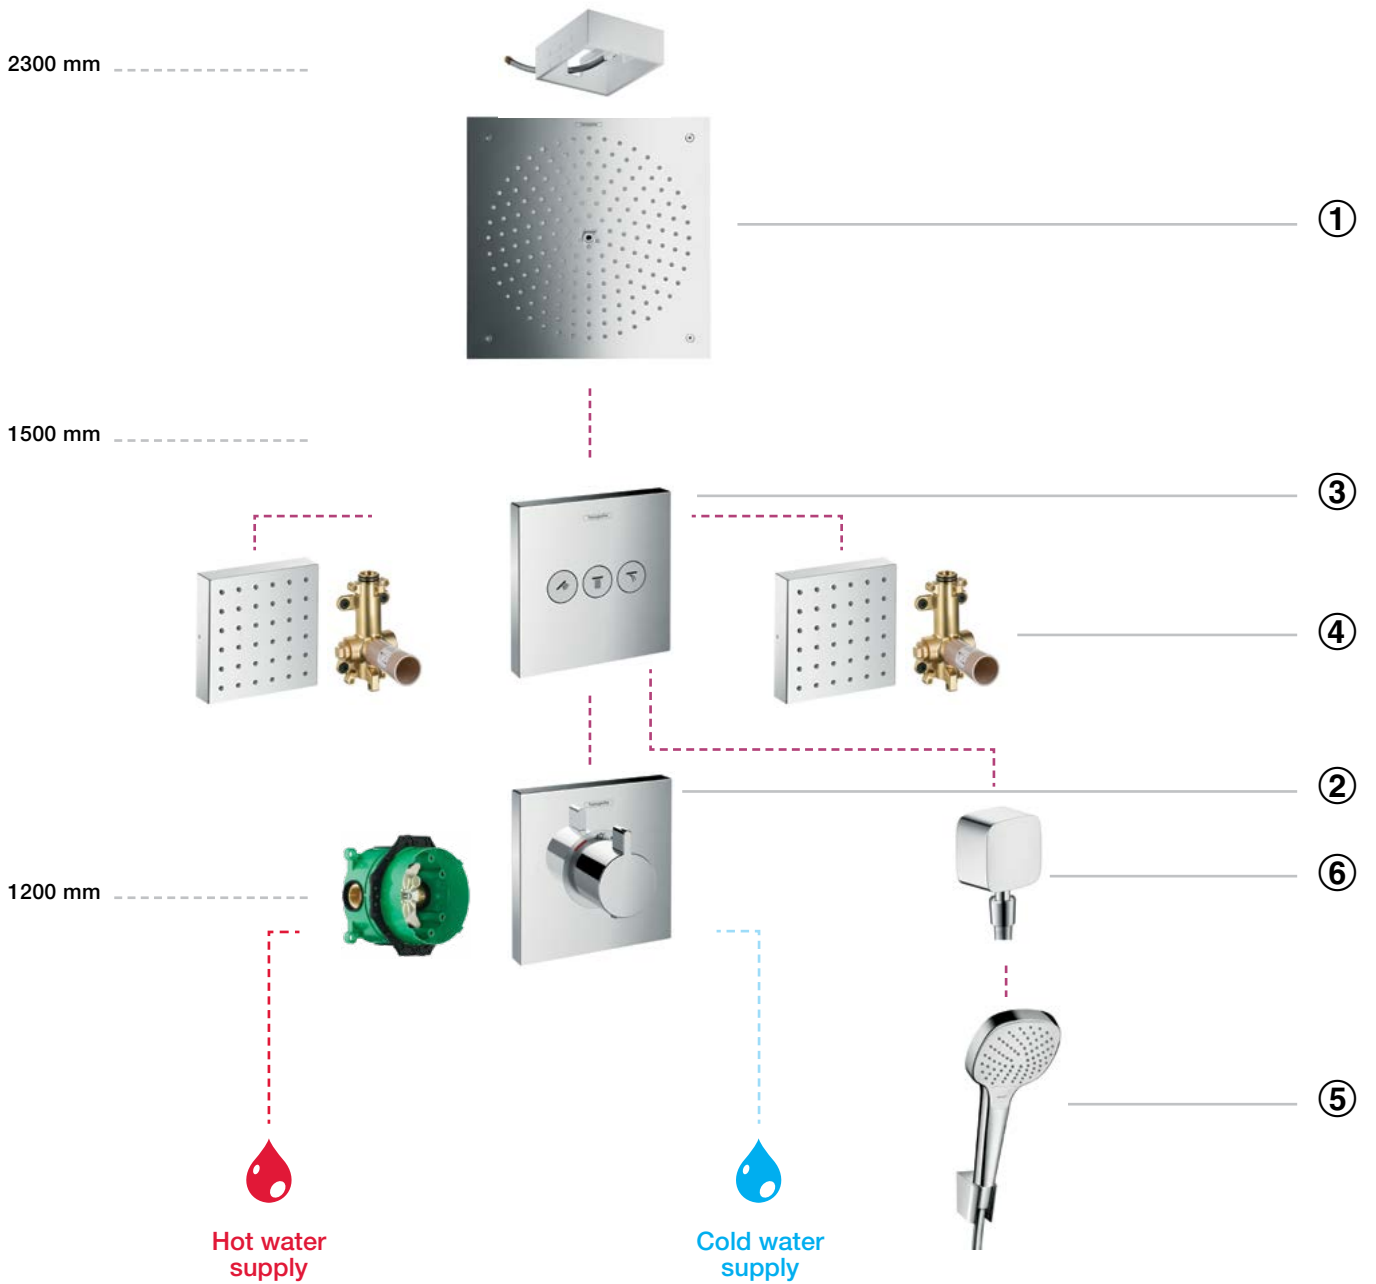 2300 mm
①
1500 mm
③
④
②
⑥
1200 mm
⑤
Hot water
supply
Cold water
supply